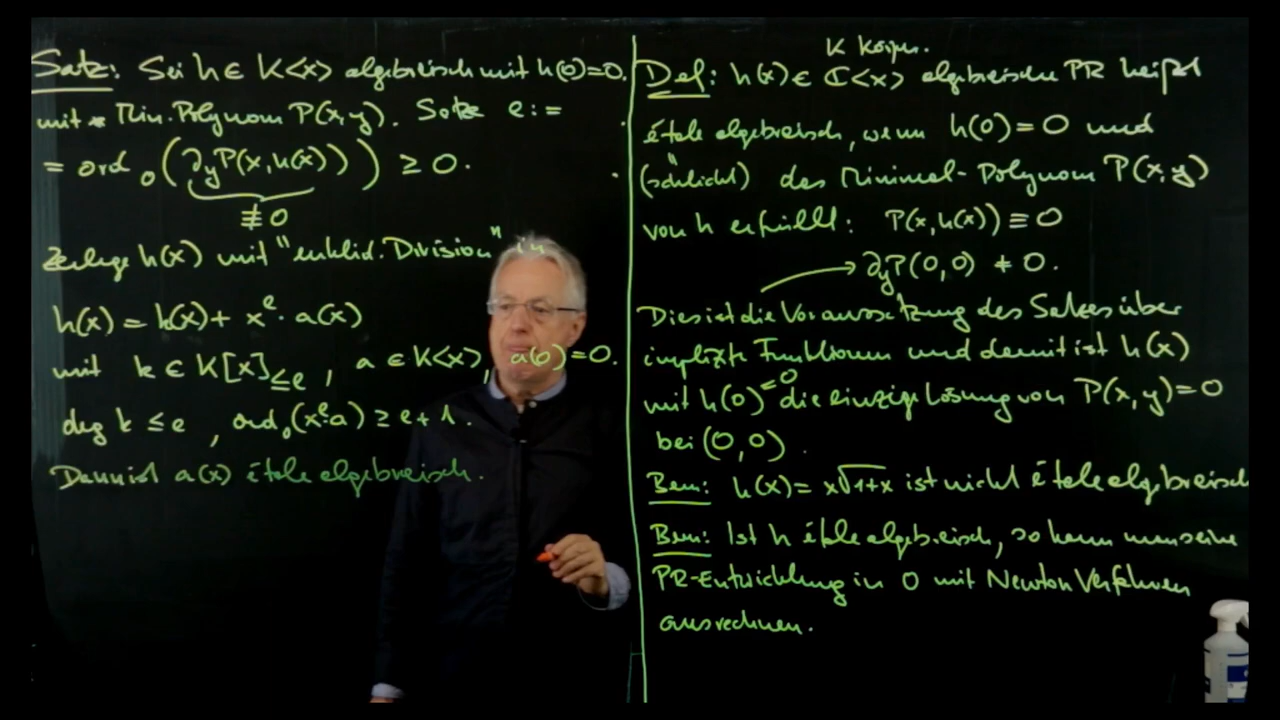 Satz: Sei h ∈ K<x> algebraisch mit h(0)=0,
mit Min. Polynom P(x,y). Setze e :=
= ord₀(∂_y P(x,h(x))) ≥ 0.
≢ 0
Zerlege h(x) mit "euklid. Division" in
h(x) = k(x) + x^e · a(x)
mit k ∈ K[x]_{≤e}, a ∈ K<x>, a(0)=0.
deg k ≤ e, ord₀(x^e·a) ≥ e+1.
Dann ist a(x) étale algebraisch.
K Körper.
Def: h(x) ∈ ℂ<x> algebraische PR heißt
étale algebraisch, wenn h(0)=0 und
("schlicht") das Minimal-Polynom P(x,y)
von h erfüllt: P(x,h(x)) ≡ 0
∂_y P(0,0) ≠ 0.
Dies ist die Voraussetzung des Satzes über
implizite Funktionen und damit ist h(x)
mit h(0)=0 die einzige Lösung von P(x,y)=0
bei (0,0).
Bem: h(x) = x√1+x ist nicht étale algebraisch
Bem: Ist h étale algebraisch, so kann man seine
PR-Entwicklung in 0 mit Newton Verfahren
ausrechnen.